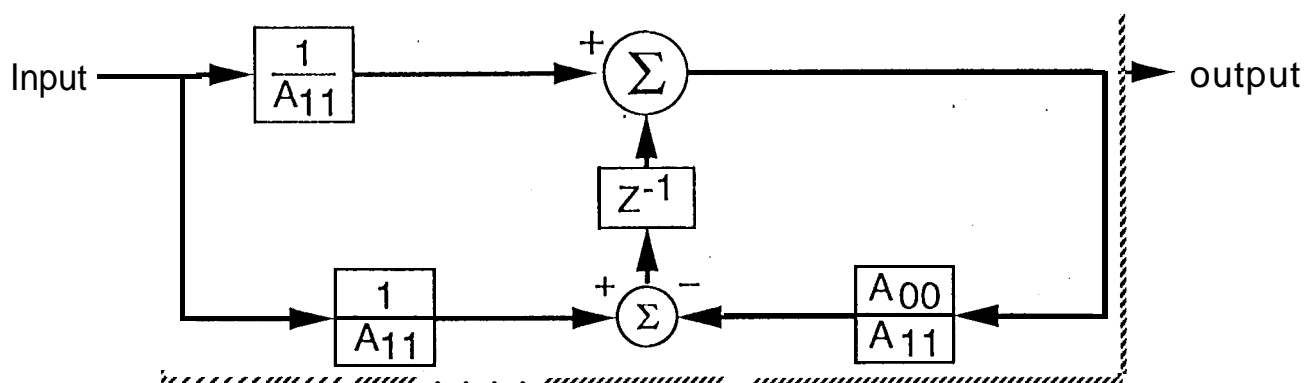 Input
1
A11
+
Σ
output
Z-1
1
A11
+
Σ
−
A00
A11